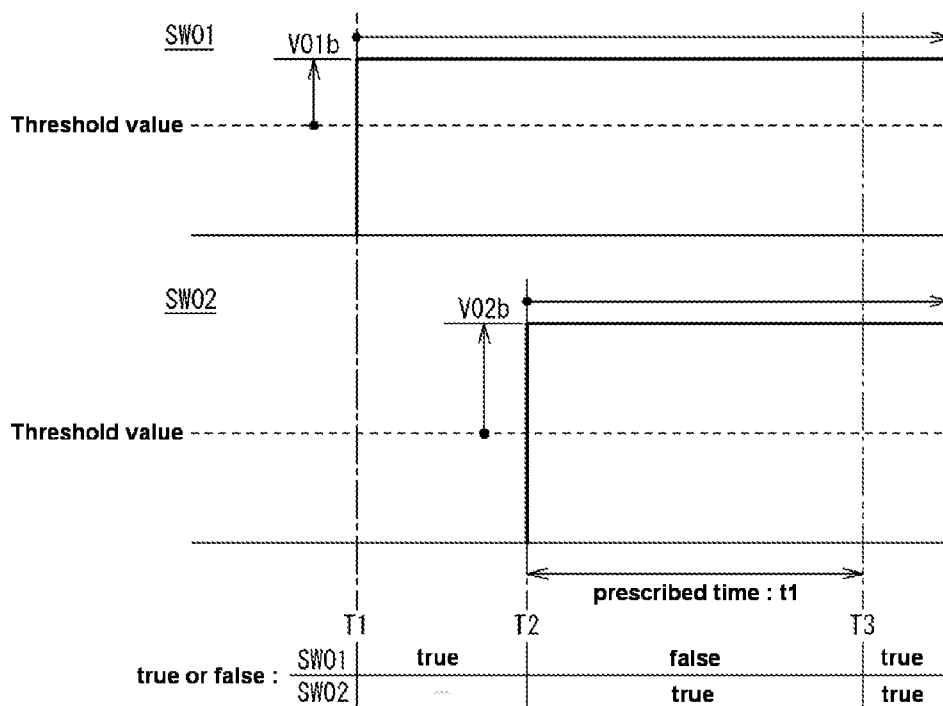 SW01
V01b
Threshold value
SW02
V02b
Threshold value
prescribed time : t1
T1 T2 T3
true or false : SW01 true false true
SW02 — true true